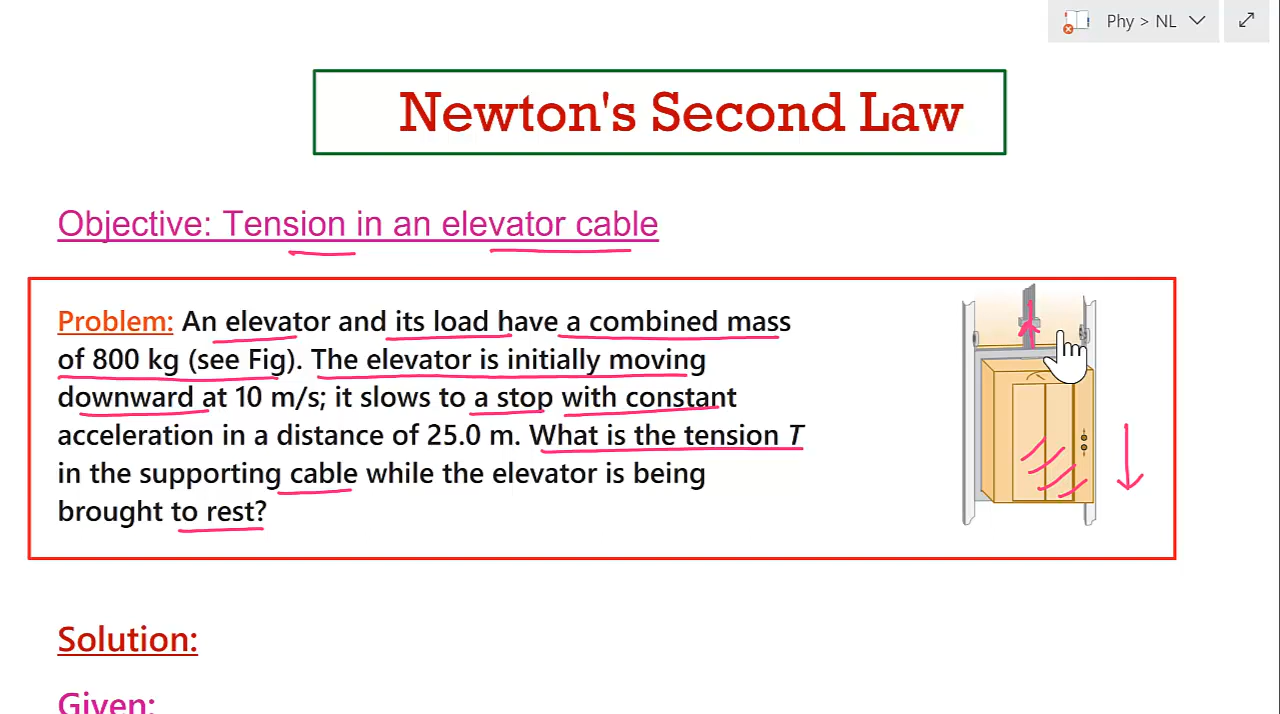 Phy > NL
Newton's Second Law
Objective: Tension in an elevator cable
Problem: An elevator and its load have a combined mass
of 800 kg (see Fig). The elevator is initially moving
downward at 10 m/s; it slows to a stop with constant
acceleration in a distance of 25.0 m. What is the tension T
in the supporting cable while the elevator is being
brought to rest?
Solution:
Given: